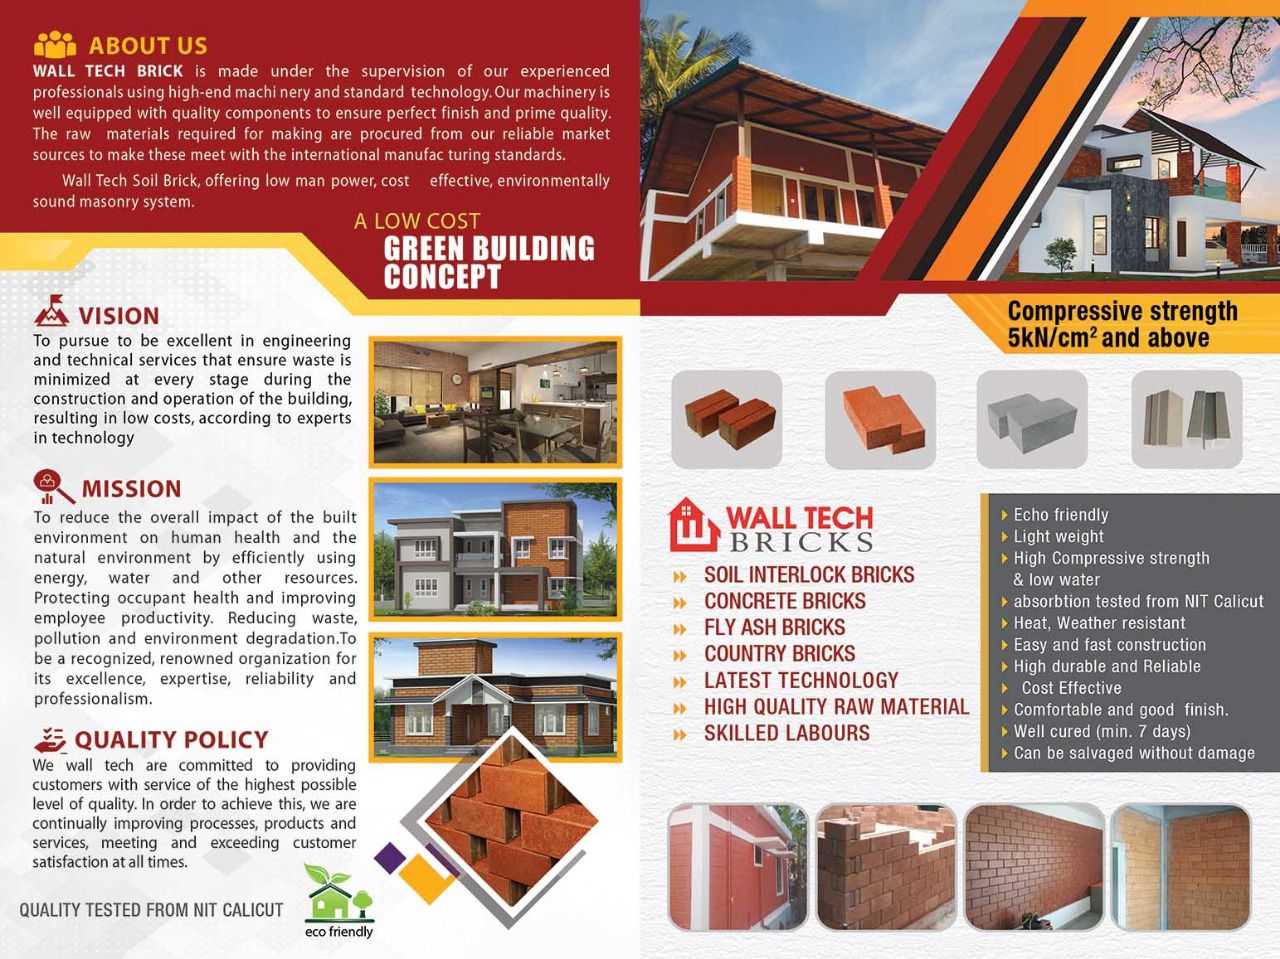 ABOUT US
WALL TECH BRICK is made under the supervision of our experienced
professionals using high-end machi nery and standard technology. Our machinery is
well equipped with quality components to ensure perfect finish and prime quality.
The raw materials required for making are procured from our reliable market
sources to make these meet with the international manufac turing standards.
Wall Tech Soil Brick, offering low man power, cost effective, environmentally
sound masonry system.
A LOW COST
GREEN BUILDING
CONCEPT
VISION
To pursue to be excellent in engineering
and technical services that ensure waste is
minimized at every stage during the
construction and operation of the building,
resulting in low costs, according to experts
in technology
MISSION
To reduce the overall impact of the built
environment on human health and the
natural environment by efficiently using
energy, water and other resources.
Protecting occupant health and improving
employee productivity. Reducing waste,
pollution and environment degradation.To
be a recognized, renowned organization for
its excellence, expertise, reliability and
professionalism.
QUALITY POLICY
We wall tech are committed to providing
customers with service of the highest possible
level of quality. In order to achieve this, we are
continually improving processes, products and
services, meeting and exceeding customer
satisfaction at all times.
QUALITY TESTED FROM NIT CALICUT
eco friendly
Compressive strength
5kN/cm² and above
WALL TECH
BRICKS
SOIL INTERLOCK BRICKS
CONCRETE BRICKS
FLY ASH BRICKS
COUNTRY BRICKS
LATEST TECHNOLOGY
HIGH QUALITY RAW MATERIAL
SKILLED LABOURS
Echo friendly
Light weight
High Compressive strength
& low water
absorbtion tested from NIT Calicut
Heat, Weather resistant
Easy and fast construction
High durable and Reliable
Cost Effective
Comfortable and good finish.
Well cured (min. 7 days)
Can be salvaged without damage